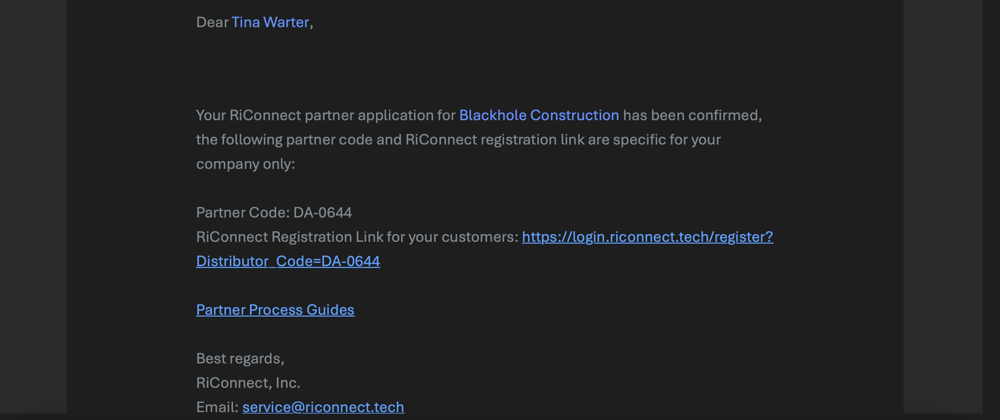 Dear Tina Warter,
Your RiConnect partner application for Blackhole Construction has been confirmed,
the following partner code and RiConnect registration link are specific for your
company only:
Partner Code: DA-0644
RiConnect Registration Link for your customers: https://login.riconnect.tech/register?
Distributor_Code=DA-0644
Partner Process Guides
Best regards,
RiConnect, Inc.
Email: service@riconnect.tech